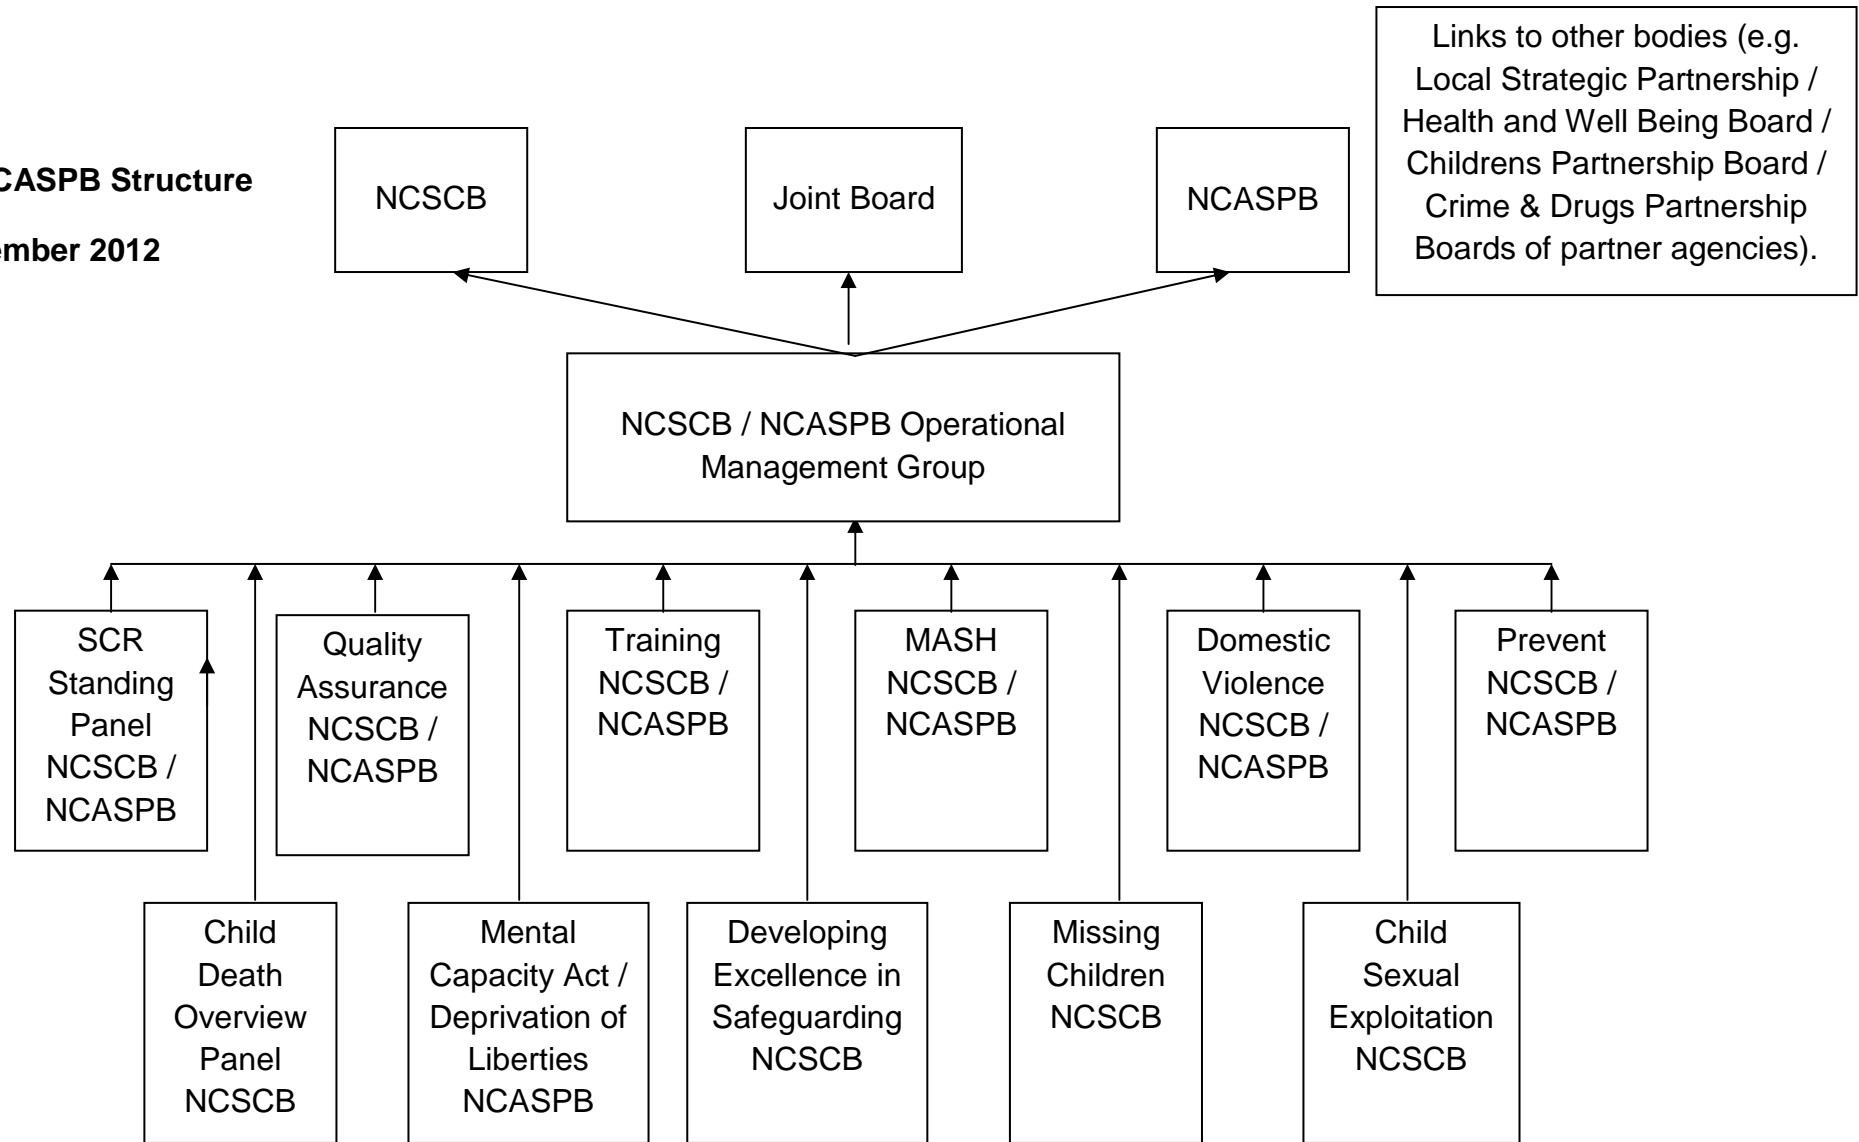 CASPB Structure
ember 2012
NCSCB
Joint Board
NCASPB
Links to other bodies (e.g.
Local Strategic Partnership /
Health and Well Being Board /
Childrens Partnership Board /
Crime & Drugs Partnership
Boards of partner agencies).
NCSCB / NCASPB Operational
Management Group
SCR
Standing
Panel
NCSCB /
NCASPB
Quality
Assurance
NCSCB /
NCASPB
Training
NCSCB /
NCASPB
MASH
NCSCB /
NCASPB
Domestic
Violence
NCSCB /
NCASPB
Prevent
NCSCB /
NCASPB
Child
Death
Overview
Panel
NCSCB
Mental
Capacity Act /
Deprivation of
Liberties
NCASPB
Developing
Excellence in
Safeguarding
NCSCB
Missing
Children
NCSCB
Child
Sexual
Exploitation
NCSCB